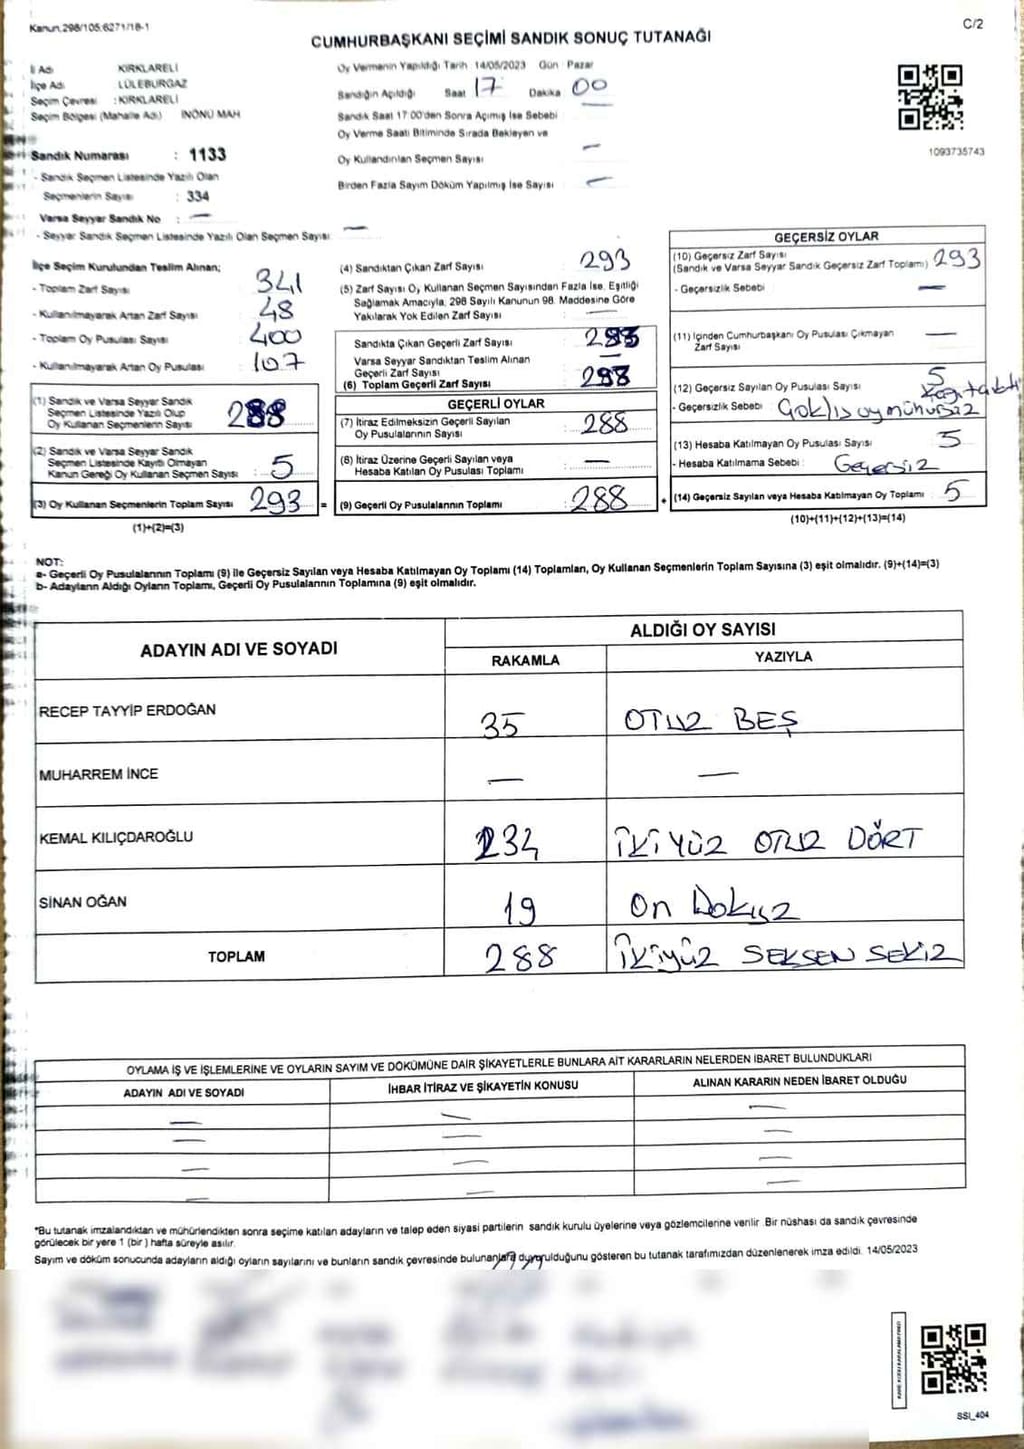 Kanun.298/105.6271/18-1
C/2
CUMHURBAŞKANI SEÇİMİ SANDIK SONUÇ TUTANAĞI
İl Adı KIRKLARELİ
İlçe Adı LÜLEBURGAZ
Seçim Çevresi :KIRKLARELİ
Seçim Bölgesi (Mahalle Adı) İNÖNÜ MAH
Sandık Numarası : 1133
- Sandık Seçmen Listesinde Yazılı Olan
Seçmenlerin Sayısı : 334
Varsa Seyyar Sandık No : —
- Seyyar Sandık Seçmen Listesinde Yazılı Olan Seçmen Sayısı —
Oy Vermenin Yapıldığı Tarih 14/05/2023 Gün Pazar
Sandığın Açıldığı Saat 17 Dakika 00
Sandık Saat 17.00'den Sonra Açımış İse Sebebi
Oy Verme Saati Bitiminde Sırada Bekleyen ve
Oy Kullandırılan Seçmen Sayısı —
Birden Fazla Sayım Döküm Yapılmış İse Sayısı —
1093735743
İlçe Seçim Kurulundan Teslim Alınan;
- Toplam Zarf Sayısı 341
- Kullanılmayarak Artan Zarf Sayısı 48
- Toplam Oy Pusulası Sayısı 400
- Kullanılmayarak Artan Oy Pusulası 107
(1) Sandık ve Varsa Seyyar Sandık
Seçmen Listesinde Yazılı Olup
Oy Kullanan Seçmenlerin Sayısı 288
(2) Sandık ve Varsa Seyyar Sandık
Seçmen Listesinde Kayıtlı Olmayan
Kanun Gereği Oy Kullanan Seçmen Sayısı : 5
(3) Oy Kullanan Seçmenlerin Toplam Sayısı 293 =
(1)+(2)=(3)
(4) Sandıktan Çıkan Zarf Sayısı 293
(5) Zarf Sayısı Oy Kullanan Seçmen Sayısından Fazla İse, Eşitliği
Sağlamak Amacıyla, 298 Sayılı Kanunun 98. Maddesine Göre
Yakılarak Yok Edilen Zarf Sayısı —
Sandıkta Çıkan Geçerli Zarf Sayısı
Varsa Seyyar Sandıktan Teslim Alınan
Geçerli Zarf Sayısı —
(6) Toplam Geçerli Zarf Sayısı
GEÇERLİ OYLAR
(7) İtiraz Edilmeksizin Geçerli Sayılan
Oy Pusulalarının Sayısı 288
(8) İtiraz Üzerine Geçerli Sayılan veya
Hesaba Katılan Oy Pusulası Toplamı —
(9) Geçerli Oy Pusulalarının Toplamı 288 +
GEÇERSİZ OYLAR
(10) Geçersiz Zarf Sayısı
(Sandık ve Varsa Seyyar Sandık Geçersiz Zarf Toplamı) 293
- Geçersizlik Sebebi —
(11) İçinden Cumhurbaşkanı Oy Pusulası Çıkmayan —
Zarf Sayısı
(12) Geçersiz Sayılan Oy Pusulası Sayısı 5
- Geçersizlik Sebebi
(13) Hesaba Katılmayan Oy Pusulası Sayısı 5
- Hesaba Katılmama Sebebi : Geçersiz
(14) Geçersiz Sayılan veya Hesaba Katılmayan Oy Toplamı : 5
(10)+(11)+(12)+(13)=(14)
NOT:
a- Geçerli Oy Pusulalarının Toplamı (9) ile Geçersiz Sayılan veya Hesaba Katılmayan Oy Toplamı (14) Toplamları, Oy Kullanan Seçmenlerin Toplam Sayısına (3) eşit olmalıdır. (9)+(14)=(3)
b- Adayların Aldığı Oyların Toplamı, Geçerli Oy Pusulalarının Toplamına (9) eşit olmalıdır.
ADAYIN ADI VE SOYADI ALDIĞI OY SAYISI
RAKAMLA YAZIYLA
RECEP TAYYİP ERDOĞAN 35 OTUZ BEŞ
MUHARREM İNCE — —
KEMAL KILIÇDAROĞLU 234 İKİ YÜZ OTUZ DÖRT
SİNAN OĞAN 19 On Dokuz
TOPLAM 288 İKİYÜZ SEKSEN SEKİZ
OYLAMA İŞ VE İŞLEMLERİNE VE OYLARIN SAYIM VE DÖKÜMÜNE DAİR ŞİKAYETLERLE BUNLARA AİT KARARLARIN NELERDEN İBARET BULUNDUKLARI
ADAYIN ADI VE SOYADI İHBAR İTİRAZ VE ŞİKAYETİN KONUSU ALINAN KARARIN NEDEN İBARET OLDUĞU
— — —
— — —
— — —
— — —
*Bu tutanak imzalandıktan ve mühürlendikten sonra seçime katılan adayların ve talep eden siyasi partilerin sandık kurulu üyelerine veya gözlemcilerine verilir. Bir nüshası da sandık çevresinde
görülecek bir yere 1 (bir) hafta süreyle asılır.
Sayım ve döküm sonucunda adayların aldığı oyların sayılarını ve bunların sandık çevresinde bulunanlara duyurulduğunu gösteren bu tutanak tarafımızdan düzenlenerek imza edildi. 14/05/2023
SSI_404